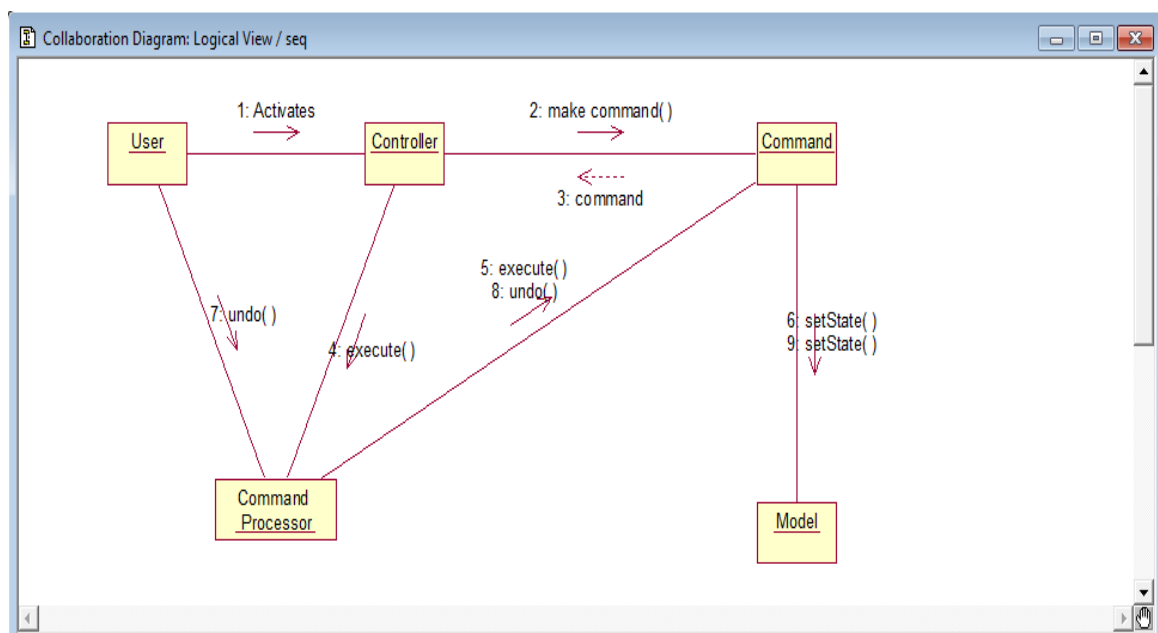 Collaboration Diagram: Logical View / seq
1: Activates
2: make command( )
User
Controller
Command
3: command
5: execute( )
8: undo( )
7: undo( )
4: execute( )
6: setState( )
9: setState( )
Command
Processor
Model